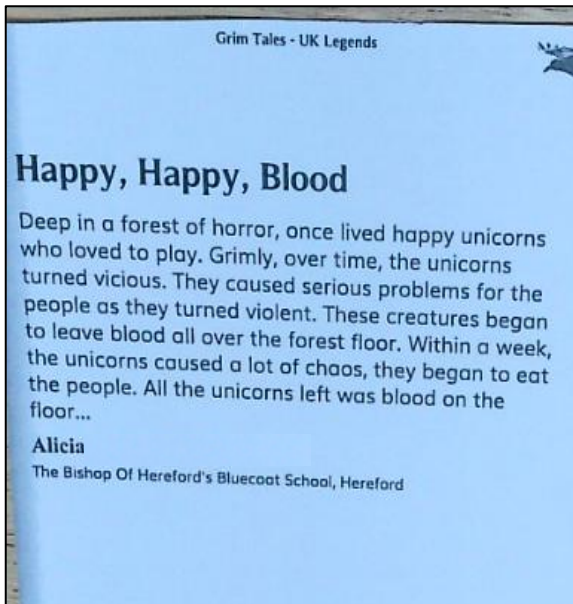 Grim Tales - UK Legends
Happy, Happy, Blood
Deep in a forest of horror, once lived happy unicorns
who loved to play. Grimly, over time, the unicorns
turned vicious. They caused serious problems for the
people as they turned violent. These creatures began
to leave blood all over the forest floor. Within a week,
the unicorns caused a lot of chaos, they began to eat
the people. All the unicorns left was blood on the
floor...
Alicia
The Bishop Of Hereford's Bluecoat School, Hereford